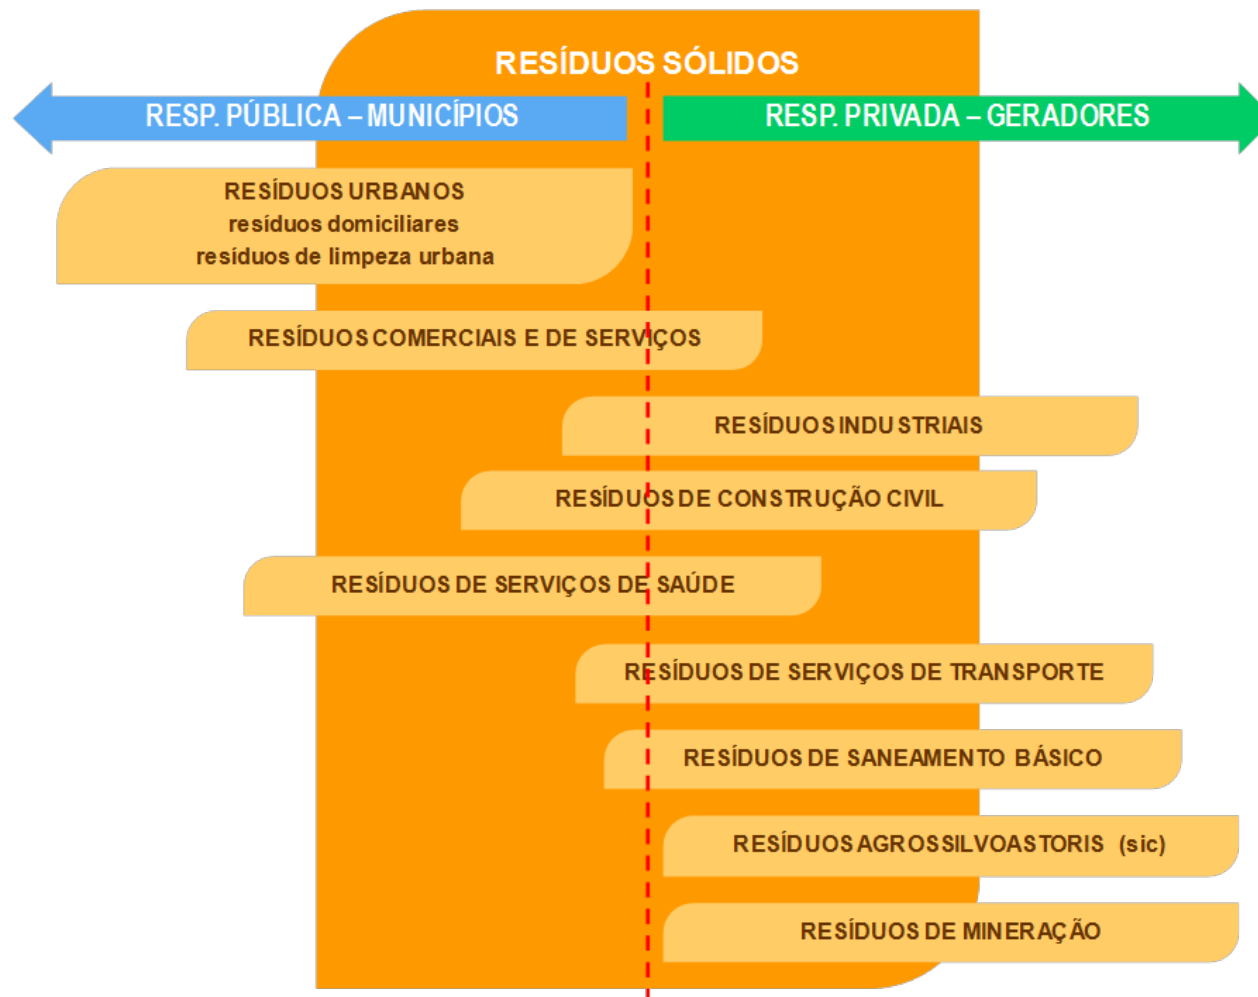 RESÍDUOS SÓLIDOS
RESP. PÚBLICA – MUNICÍPIOS
RESP. PRIVADA – GERADORES
RESÍDUOS URBANOS
resíduos domiciliares
resíduos de limpeza urbana
RESÍDUOS COMERCIAIS E DE SERVIÇOS
RESÍDUOS INDUSTRIAIS
RESÍDUOS DE CONSTRUÇÃO CIVIL
RESÍDUOS DE SERVIÇOS DE SAÚDE
RESÍDUOS DE SERVIÇOS DE TRANSPORTE
RESÍDUOS DE SANEAMENTO BÁSICO
RESÍDUOS AGROSSILVOASTORIS (sic)
RESÍDUOS DE MINERAÇÃO